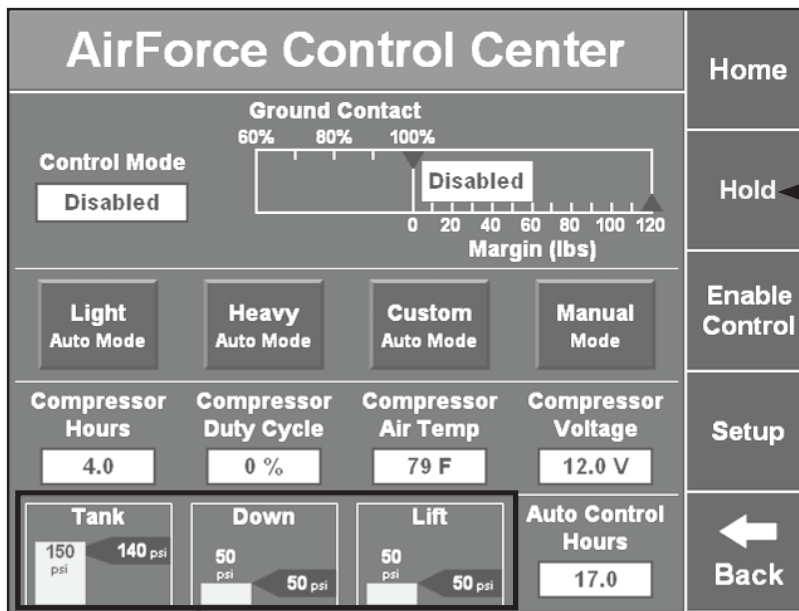 AirForce Control Center
Ground Contact
60% 80% 100%
Control Mode
Disabled
Disabled
0 20 40 60 80 100 120
Margin (lbs)
Light
Auto Mode
Heavy
Auto Mode
Custom
Auto Mode
Manual
Mode
Compressor
Hours
4.0
Compressor
Duty Cycle
0 %
Compressor
Air Temp
79 F
Compressor
Voltage
12.0 V
Tank
150
psi
140 psi
Down
50
psi
50 psi
Lift
50
psi
50 psi
Auto Control
Hours
17.0
Home
Hold
Enable
Control
Setup
Back